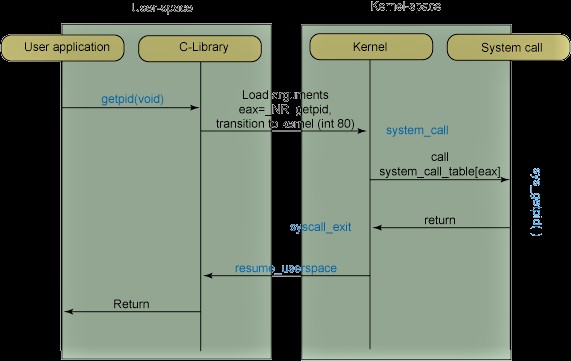 User-space
Kernel-space
User application
C-Library
Kernel
System call
getpid(void)
Load arguments
eax=_NR_getpid,
transition to kernel (int 80)
system_call
call
system_call_table[eax]
sys_getpid( )
return
syscall_exit
resume_userspace
Return